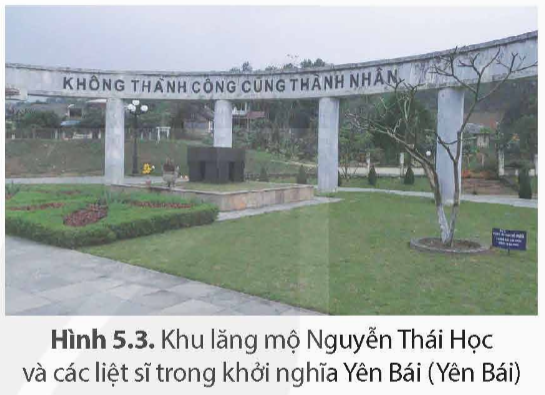 KHÔNG THÀNH CÔNG CŨNG THÀNH NHÂN
Hình 5.3. Khu lăng mộ Nguyễn Thái Học
và các liệt sĩ trong khởi nghĩa Yên Bái (Yên Bái)